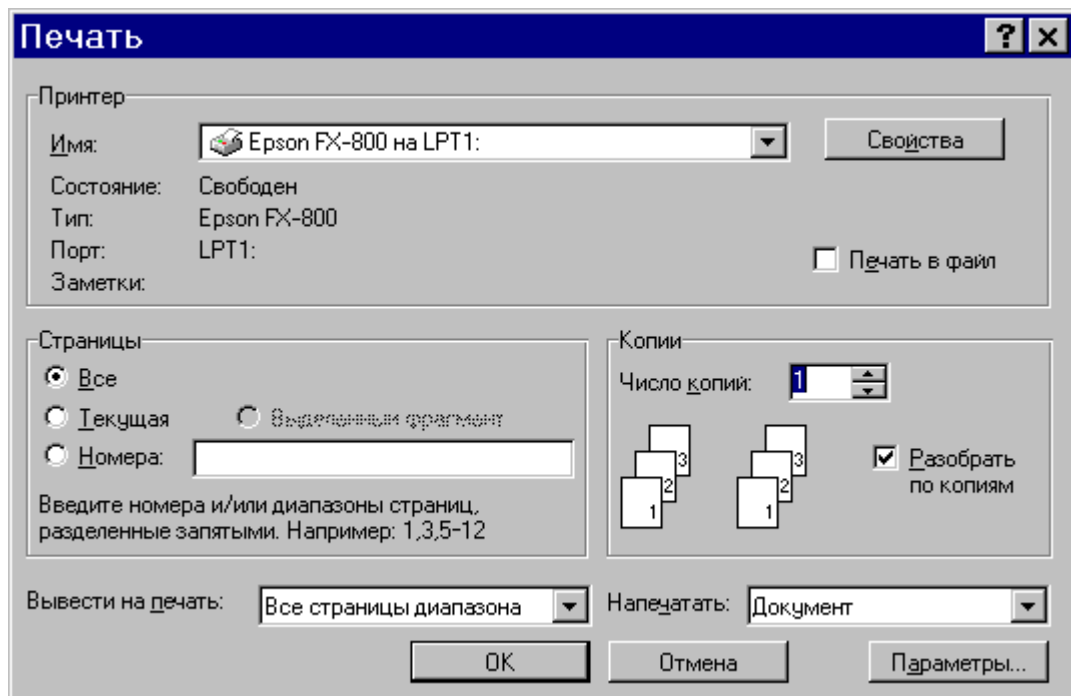 Печать
Принтер
Имя: Epson FX-800 на LPT1: Свойства
Состояние: Свободен
Тип: Epson FX-800
Порт: LPT1:
Печать в файл
Заметки:
Страницы
Все
Текущая Выделенный фрагмент
Номера:
Введите номера и/или диапазоны страниц,
разделенные запятыми. Например: 1,3,5-12
Копии
Число копий: 1
3 3
2 2
1 1
Разобрать
по копиям
Вывести на печать: Все страницы диапазона Напечатать: Документ
OK Отмена Параметры...